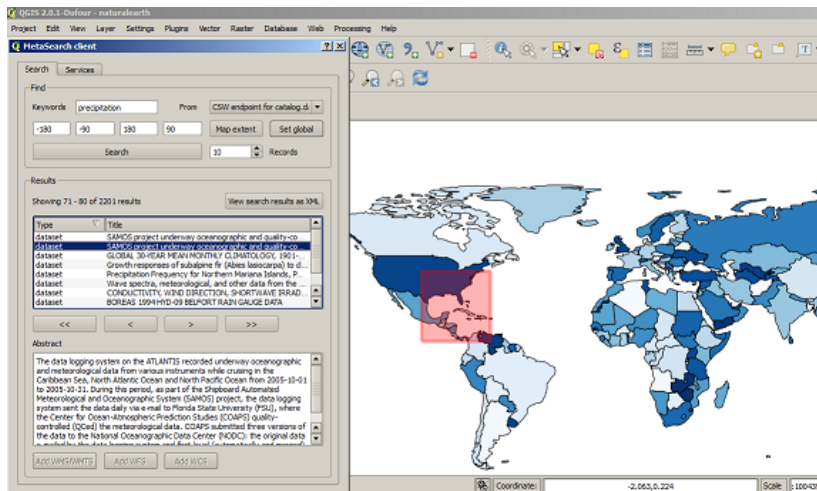 QGIS 2.0.1-Dufour - naturalearth
Project Edit View Layer Settings Plugins Vector Raster Database Web Processing Help
MetaSearch client
Search Services
Find
Keywords precipitation From CSW endpoint for catalog.d
-180 -90 180 90 Map extent Set global
Search 10 Records
Results
Showing 71 - 80 of 2201 results View search results as XML
Type Title
dataset SAMOS project underway oceanographic and quality-co...
dataset SAMOS project underway oceanographic and quality-co...
dataset GLOBAL 30-YEAR MEAN MONTHLY CLIMATOLOGY, 1901-...
dataset Growth responses of subalpine fir (Abies lasiocarpa) to d...
dataset Precipitation Frequency for Northern Mariana Islands, P...
dataset Wave spectra, meteorological, and other data from the ...
dataset CONDUCTIVITY, WIND DIRECTION, SHORTWAVE IRRAD...
dataset BOREAS 1994 HYD-09 BELFORT RAIN GAUGE DATA
<< < > >>
Abstract
The data logging system on the ATLANTIS recorded underway oceanographic
and meteorological data from various instruments while cruising in the
Caribbean Sea, North Atlantic Ocean and North Pacific Ocean from 2005-10-01
to 2005-10-31. During this period, as part of the Shipboard Automated
Meteorological and Oceanographic System (SAMOS) project, the data logging
system sent the data daily via e-mail to Florida State University (FSU), where
the Center for Ocean-Atmospheric Prediction Studies (COAPS) quality-
controlled (QCed) the meteorological data. COAPS submitted three versions of
the data to the National Oceanographic Data Center (NODC): the original data
Add WMS/WMTS Add WFS Add WCS
Coordinate: -2.063,0.224 Scale